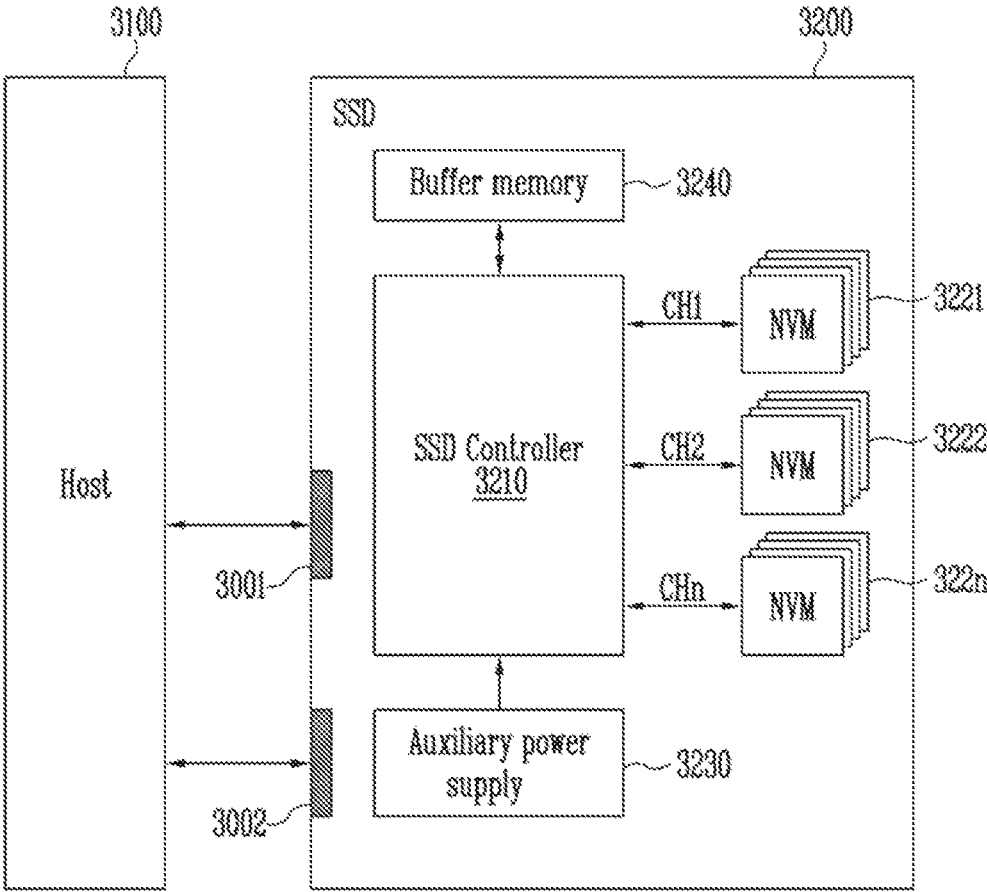 3100
3200
SSD
Buffer memory
3240
CH1
NVM
3221
SSD Controller
3210
CH2
NVM
3222
Host
3001
CHn
NVM
322n
Auxiliary power
supply
3230
3002